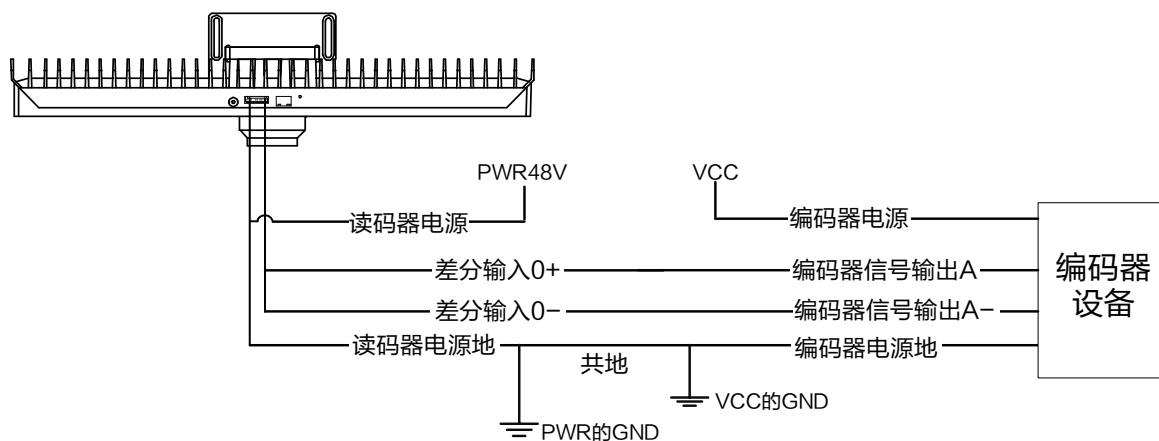 PWR48V
VCC
读码器电源
编码器电源
差分输入0+
编码器信号输出A
编码器
设备
差分输入0−
编码器信号输出A−
读码器电源地
共地
编码器电源地
VCC的GND
PWR的GND